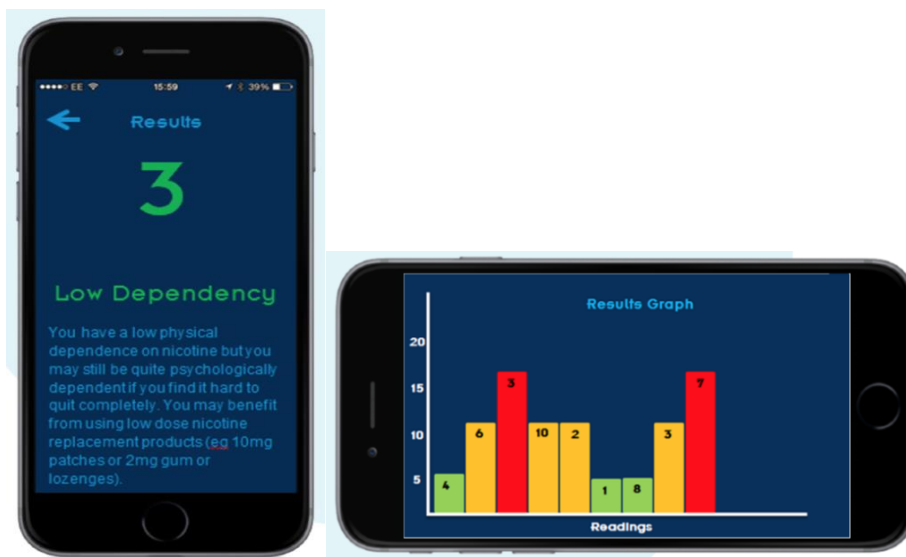 EE 15:59 39%
Results
3
Low Dependency
You have a low physical
dependence on nicotine but you
may still be quite psychologically
dependent if you find it hard to
quit completely. You may benefit
from using low dose nicotine
replacement products (eg 10mg
patches or 2mg gum or
lozenges).
Results Graph
20
15
10
5
4
6
3
10
2
1
8
3
7
Readings